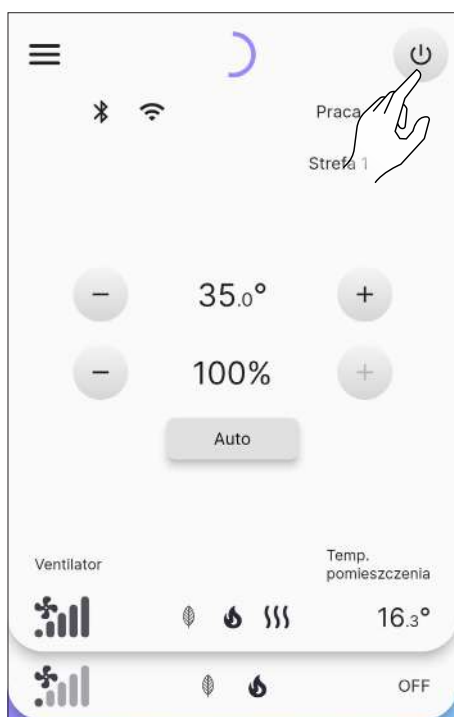 Praca
Strefa 1
35.0°
100%
Auto
Ventilator
Temp.
pomieszczenia
16.3°
OFF